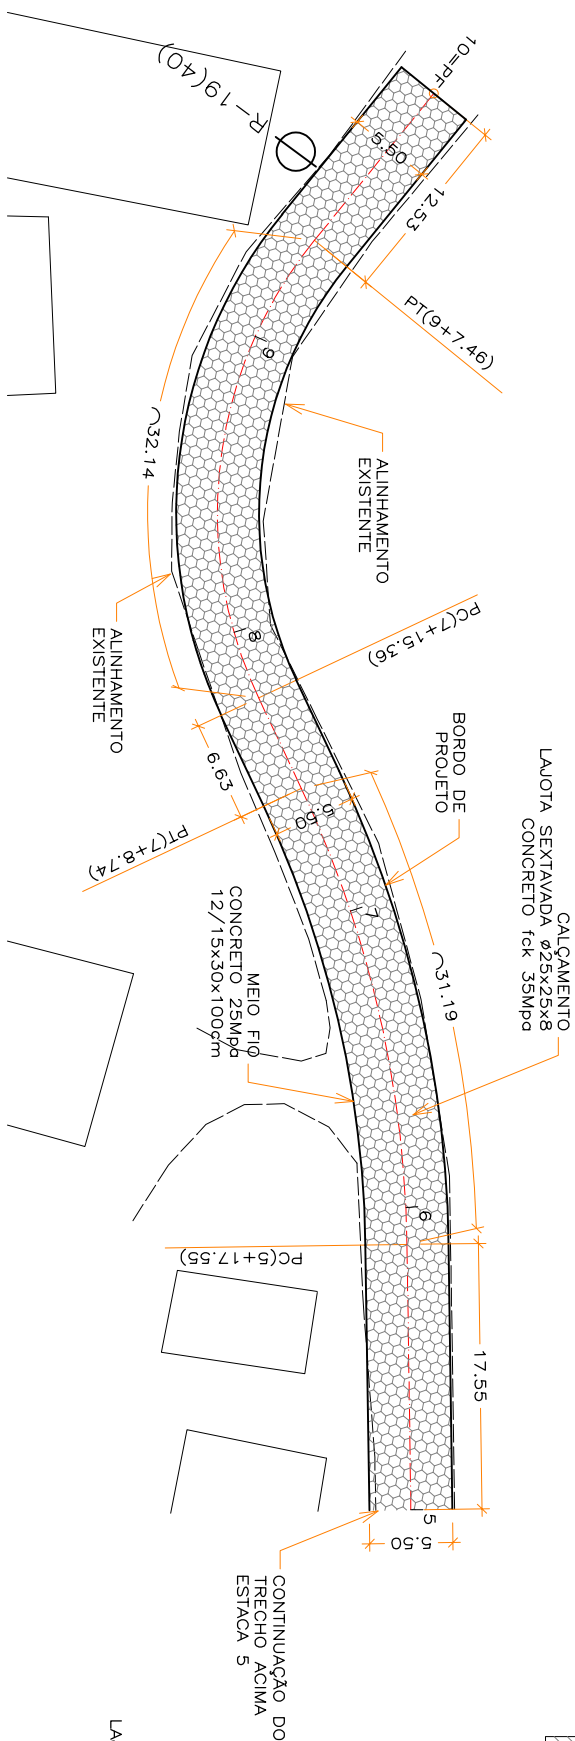 10=PF
R-19(40)
5.50
12.53
PT(9+7.46)
9
32.14
ALINHAMENTO
EXISTENTE
8
PC(7+15.36)
ALINHAMENTO
EXISTENTE
6.63
5.50
PT(7+8.74)
BORDO DE
PROJETO
CALÇAMENTO
LAJOTA SEXTAVADA ø25x25x8
CONCRETO fck 35Mpa
7
31.19
MEIO FIO
CONCRETO 25Mpa
12/15x30x100cm
6
PC(5+17.55)
17.55
5
5.50
CONTINUAÇÃO DO
TRECHO ACIMA
ESTACA 5
LA